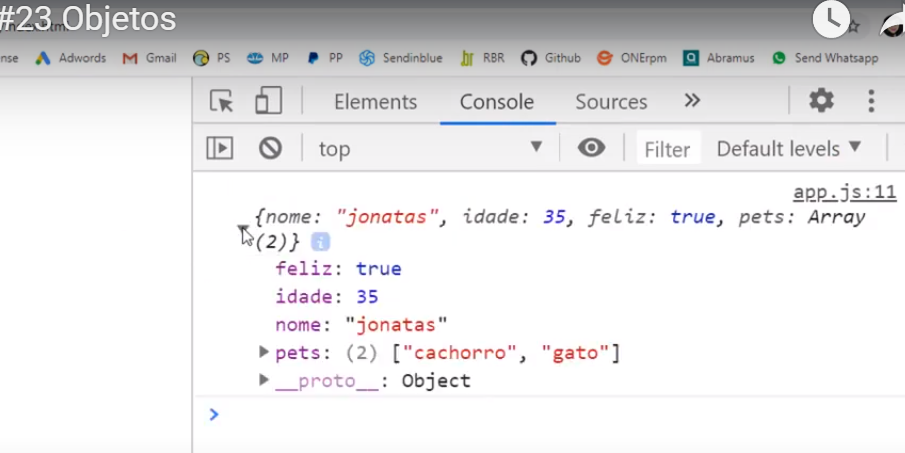 #23 Objetos
nse Adwords Gmail PS MP PP Sendinblue RBR Github ONErpm Abramus Send Whatsapp
Elements Console Sources »
top Filter Default levels
app.js:11
{nome: "jonatas", idade: 35, feliz: true, pets: Array
(2)} i
feliz: true
idade: 35
nome: "jonatas"
pets: (2) ["cachorro", "gato"]
__proto__: Object
>